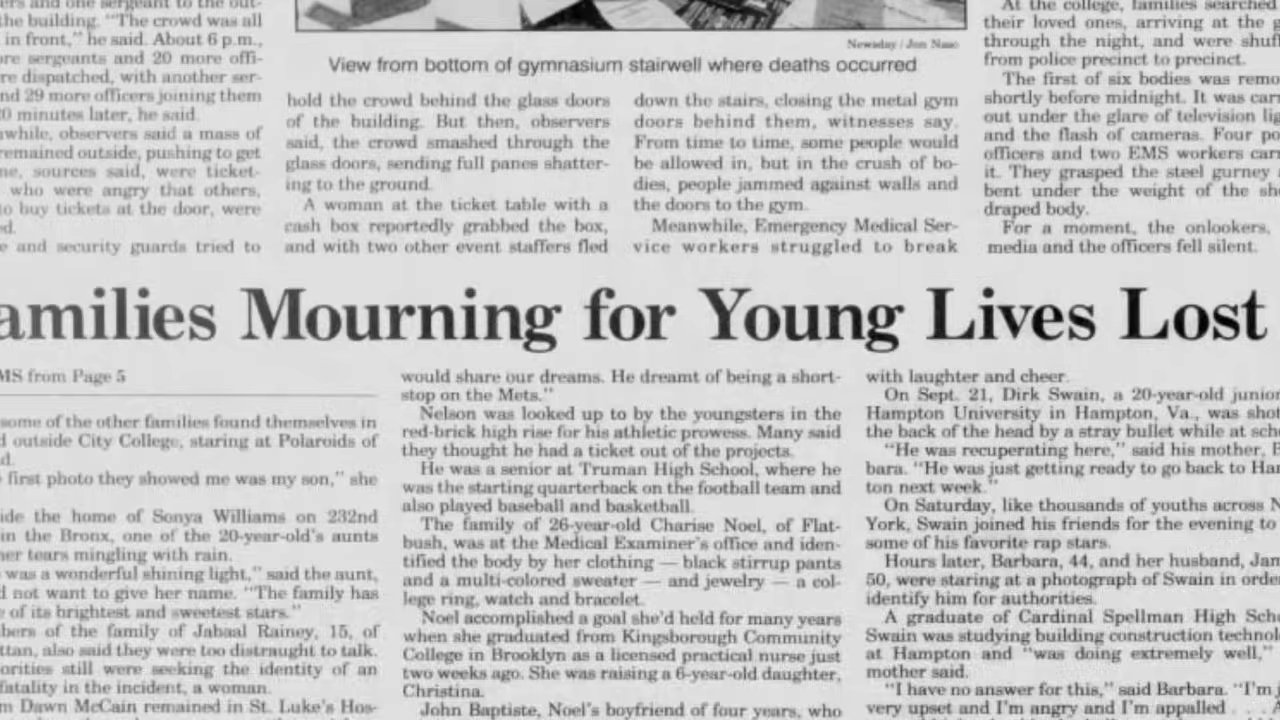 the building. "The crowd was all
in front," he said. About 6 p.m.,
sergeants and 20 more offi-
dispatched, with another ser-
29 more officers joining them
minutes later, he said.
observers said a mass of
remained outside, pushing to get
sources said, were ticket-
who were angry that others,
to buy tickets at the door, were
and security guards tried to
Newsday / Jon Naso
View from bottom of gymnasium stairwell where deaths occurred
hold the crowd behind the glass doors
of the building. But then, observers
said, the crowd smashed through the
glass doors, sending full panes shatter-
ing to the ground.
A woman at the ticket table with a
cash box reportedly grabbed the box,
and with two other event staffers fled
down the stairs, closing the metal gym
doors behind them, witnesses say.
From time to time, some people would
be allowed in, but in the crush of bo-
dies, people jammed against walls and
the doors to the gym.
Meanwhile, Emergency Medical Ser-
vice workers struggled to break
At the college, families searched
their loved ones, arriving at the
through the night, and were
from police precinct to precinct.
The first of six bodies was
shortly before midnight. It was
out under the glare of television
and the flash of cameras. Four
officers and two EMS workers
it. They grasped the steel gurney
bent under the weight of the
draped body.
For a moment, the onlookers,
media and the officers fell silent.
amilies Mourning for Young Lives Lost
MS from Page 5
some of the other families found themselves in
outside City College, staring at Polaroids of
first photo they showed me was my son," she
the home of Sonya Williams on 232nd
in the Bronx, one of the 20-year-old's aunts
her tears mingling with rain.
was a wonderful shining light," said the aunt,
not want to give her name. "The family has
of its brightest and sweetest stars."
of the family of Jabaal Rainey, 15, of
also said they were too distraught to talk.
still were seeking the identity of an
fatality in the incident, a woman.
Dawn McCain remained in St. Luke's Hos-
would share our dreams. He dreamt of being a short-
stop on the Mets."
Nelson was looked up to by the youngsters in the
red-brick high rise for his athletic prowess. Many said
they thought he had a ticket out of the projects.
He was a senior at Truman High School, where he
was the starting quarterback on the football team and
also played baseball and basketball.
The family of 26-year-old Charise Noel, of Flat-
bush, was at the Medical Examiner's office and iden-
tified the body by her clothing — black stirrup pants
and a multi-colored sweater — and jewelry — a col-
lege ring, watch and bracelet.
Noel accomplished a goal she'd held for many years
when she graduated from Kingsborough Community
College in Brooklyn as a licensed practical nurse just
two weeks ago. She was raising a 6-year-old daughter,
Christina.
John Baptiste, Noel's boyfriend of four years, who
with laughter and cheer.
On Sept. 21, Dirk Swain, a 20-year-old junior
Hampton University in Hampton, Va., was
the back of the head by a stray bullet while at
"He was recuperating here," said his mother,
bara. "He was just getting ready to go back to
ton next week."
On Saturday, like thousands of youths across
York, Swain joined his friends for the evening to
some of his favorite rap stars.
Hours later, Barbara, 44, and her husband,
50, were staring at a photograph of Swain in
identify him for authorities.
A graduate of Cardinal Spellman High
Swain was studying building construction
at Hampton and "was doing extremely well,"
mother said.
"I have no answer for this," said Barbara. "I'm
very upset and I'm angry and I'm appalled . . .